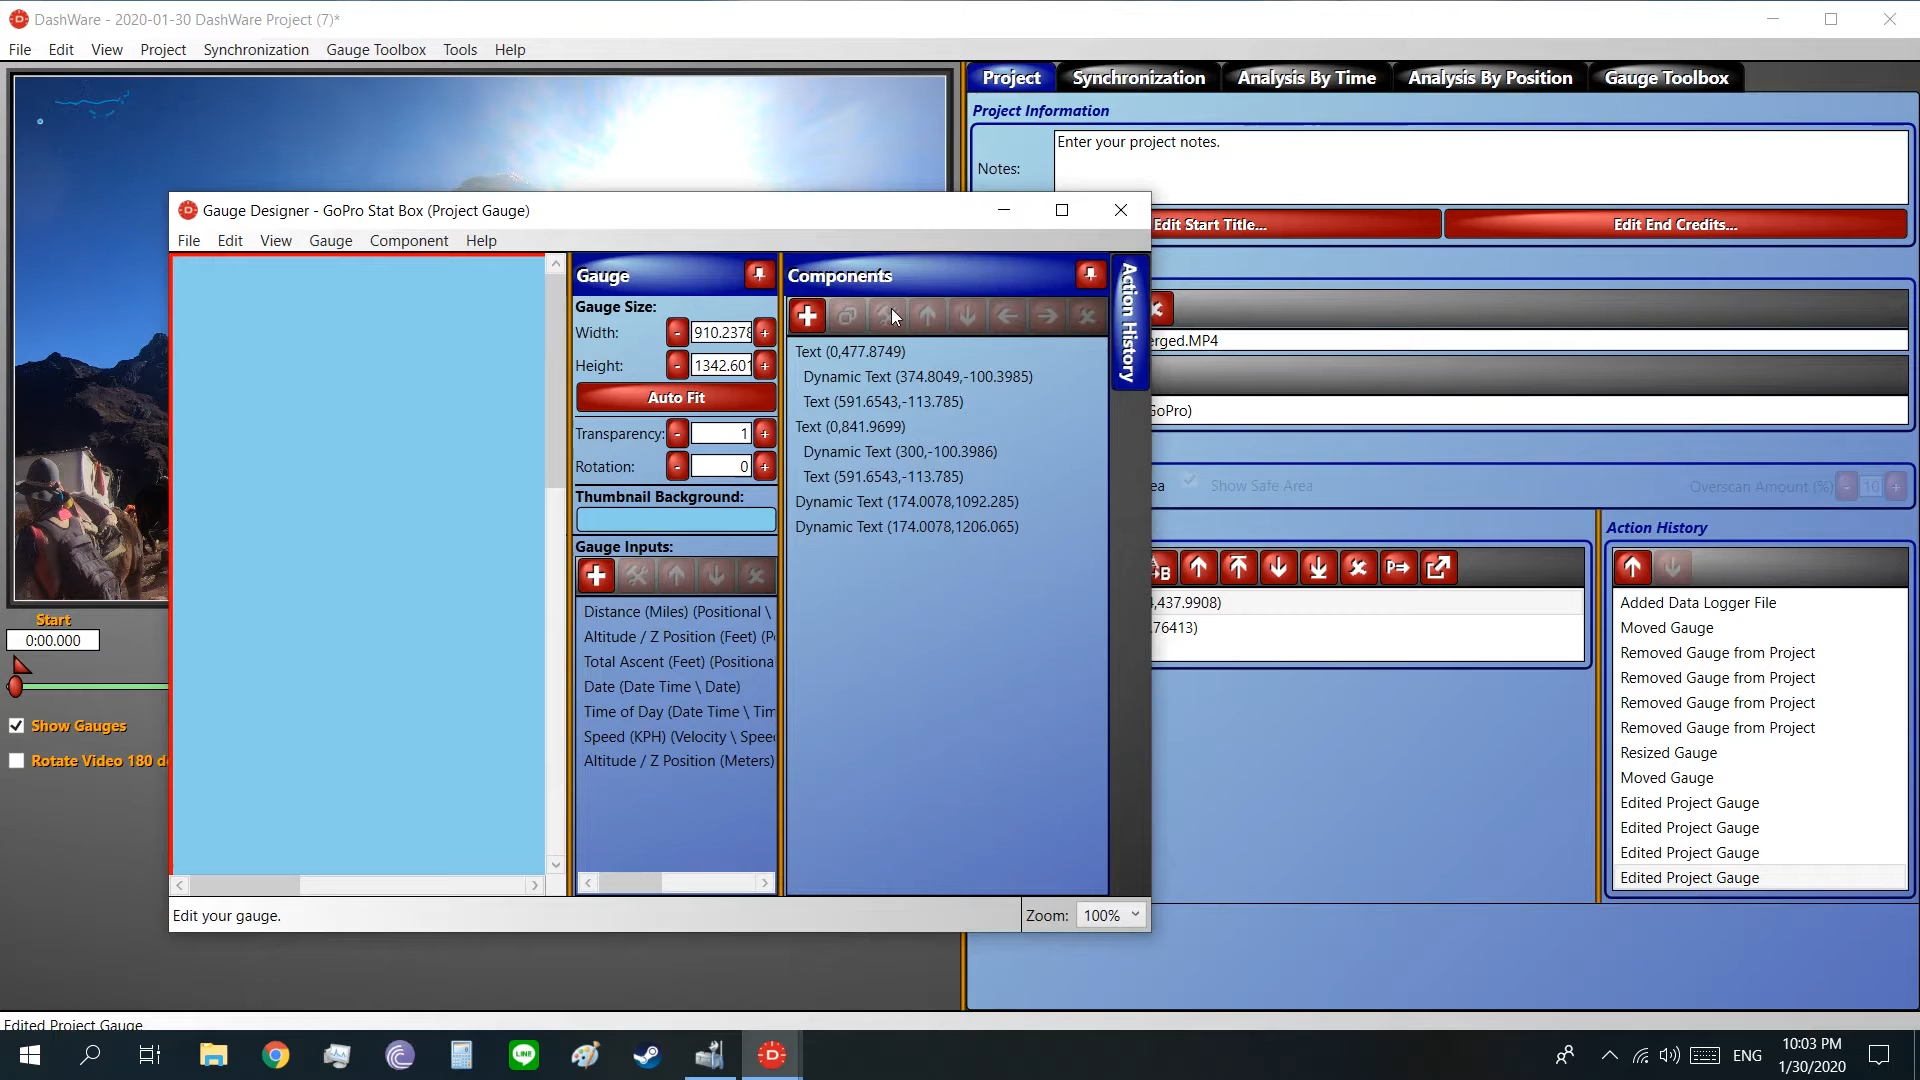 DashWare - 2020-01-30 DashWare Project (7)*
File Edit View Project Synchronization Gauge Toolbox Tools Help
Project Synchronization Analysis By Time Analysis By Position Gauge Toolbox
Project Information
Notes: Enter your project notes.
Edit Start Title... Edit End Credits...
Gauge Designer - GoPro Stat Box (Project Gauge)
File Edit View Gauge Component Help
Gauge
Gauge Size:
Width: - 910.2378 +
Height: - 1342.601 +
Auto Fit
Transparency: - 1 +
Rotation: - 0 +
Thumbnail Background:
Gauge Inputs:
Distance (Miles) (Positional \
Altitude / Z Position (Feet) (P
Total Ascent (Feet) (Positiona
Date (Date Time \ Date)
Time of Day (Date Time \ Tim
Speed (KPH) (Velocity \ Spee
Altitude / Z Position (Meters)
Components
Text (0,477.8749)
Dynamic Text (374.8049,-100.3985)
Text (591.6543,-113.785)
Text (0,841.9699)
Dynamic Text (300,-100.3986)
Text (591.6543,-113.785)
Dynamic Text (174.0078,1092.285)
Dynamic Text (174.0078,1206.065)
Action History
Edit your gauge.
Zoom: 100%
erged.MP4
GoPro)
ea Show Safe Area Overscan Amount (%) - 10 +
A B P
,437.9908)
.76413)
Action History
Added Data Logger File
Moved Gauge
Removed Gauge from Project
Removed Gauge from Project
Removed Gauge from Project
Removed Gauge from Project
Resized Gauge
Moved Gauge
Edited Project Gauge
Edited Project Gauge
Edited Project Gauge
Edited Project Gauge
Start
0:00.000
Show Gauges
Rotate Video 180 d
Edited Project Gauge
LINE
D
ENG
10:03 PM
1/30/2020